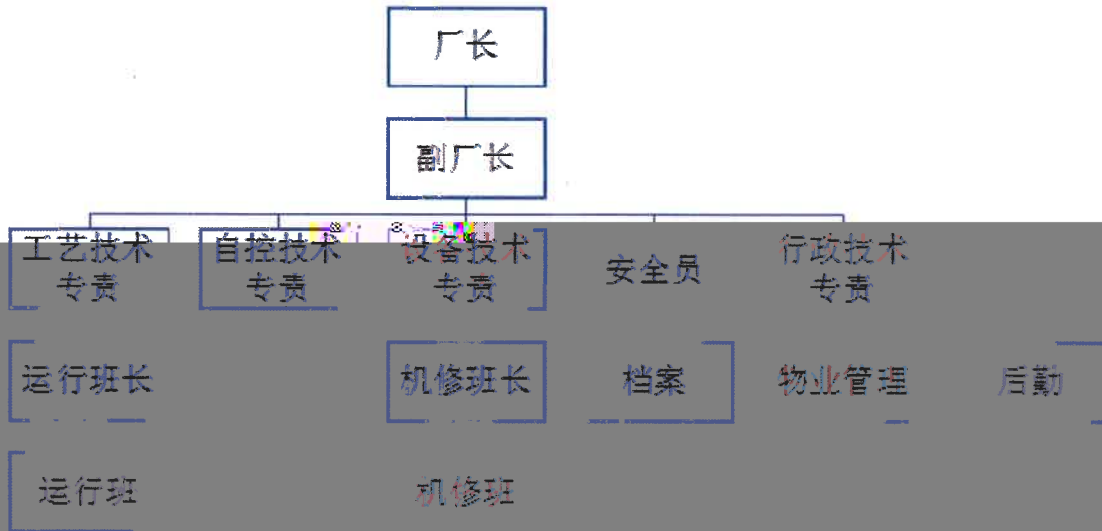 厂长
副厂长
工艺技术
专责
自控技术
专责
设备技术
专责
安全员
行政技术
专责
运行班长
机修班长
档案
物业管理
后勤
运行班
机修班